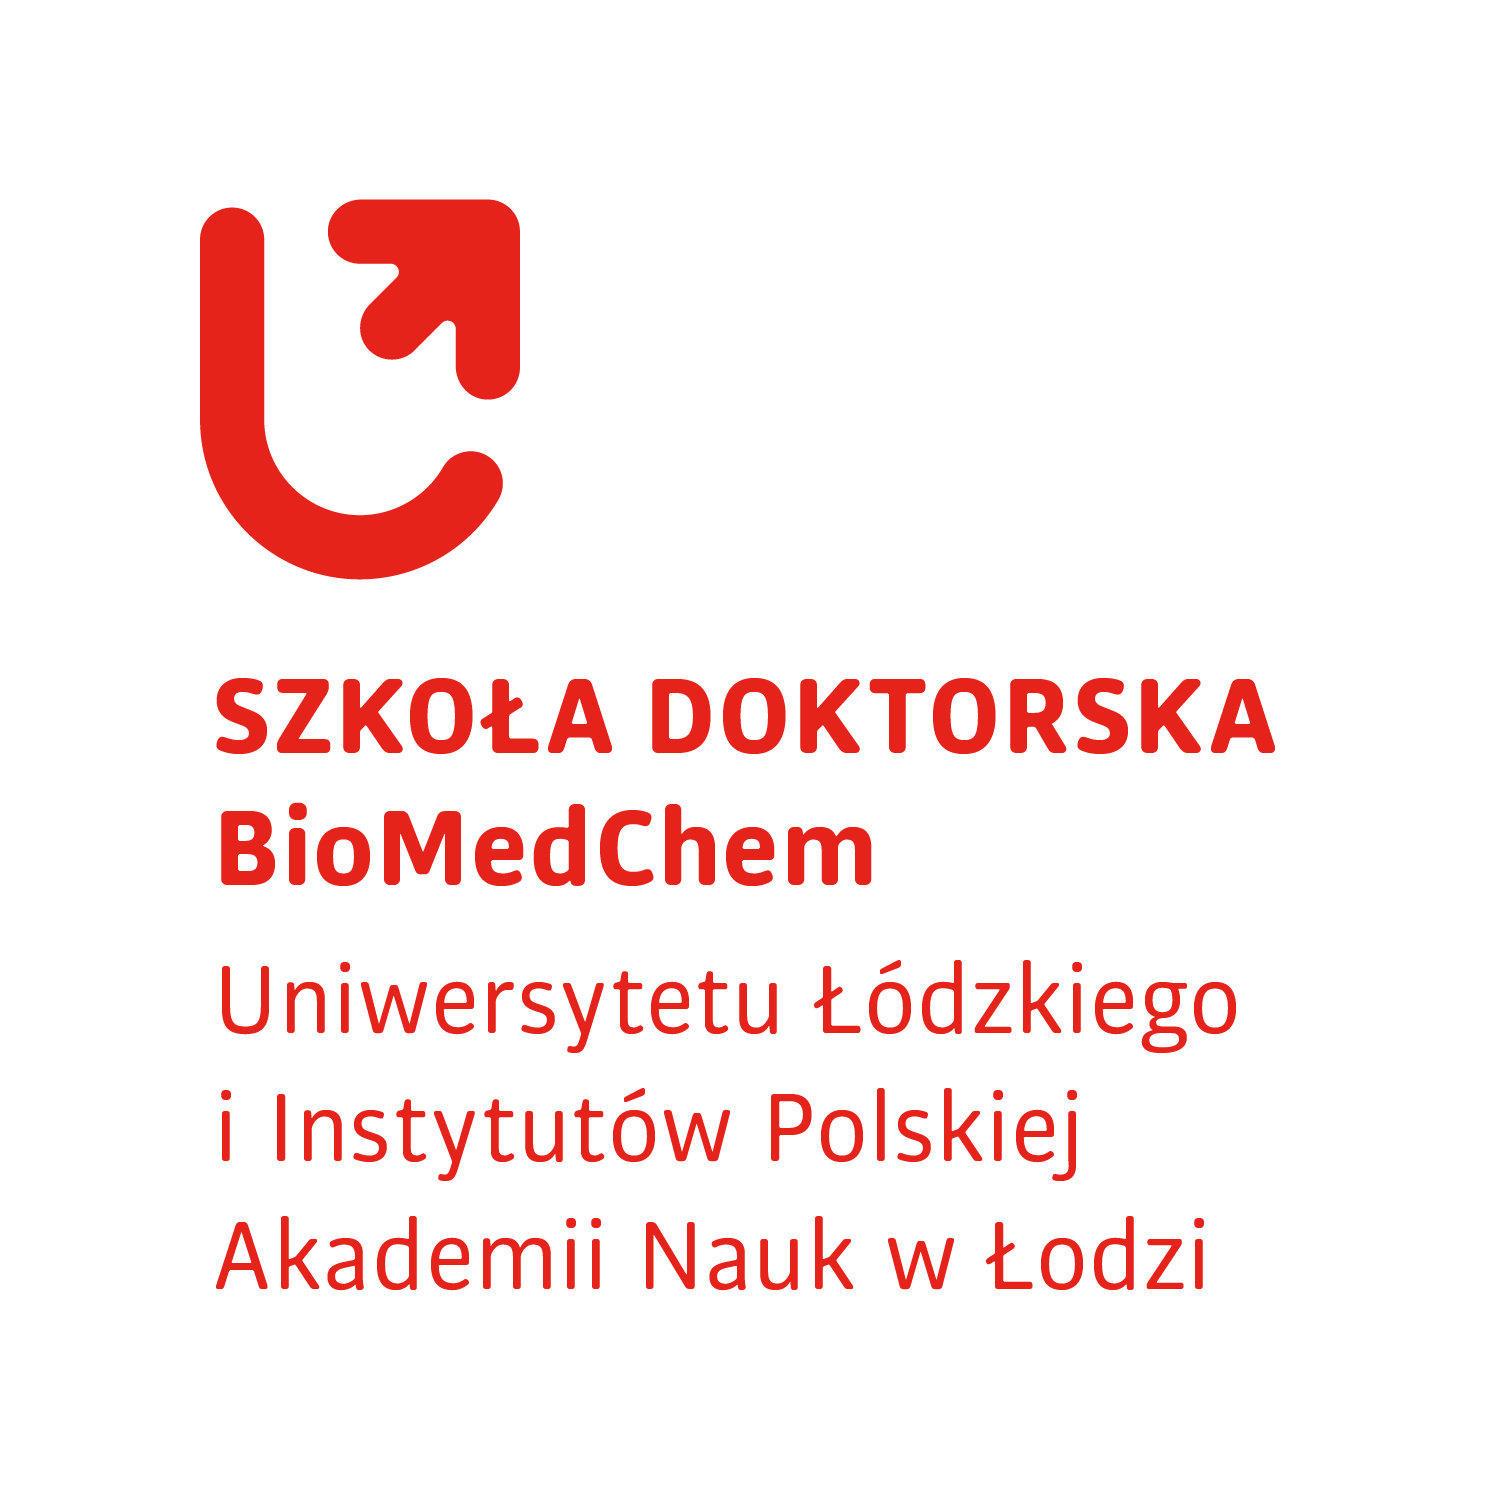 SZKOŁA DOKTORSKA
BioMedChem
Uniwersytetu Łódzkiego
i Instytutów Polskiej
Akademii Nauk w Łodzi